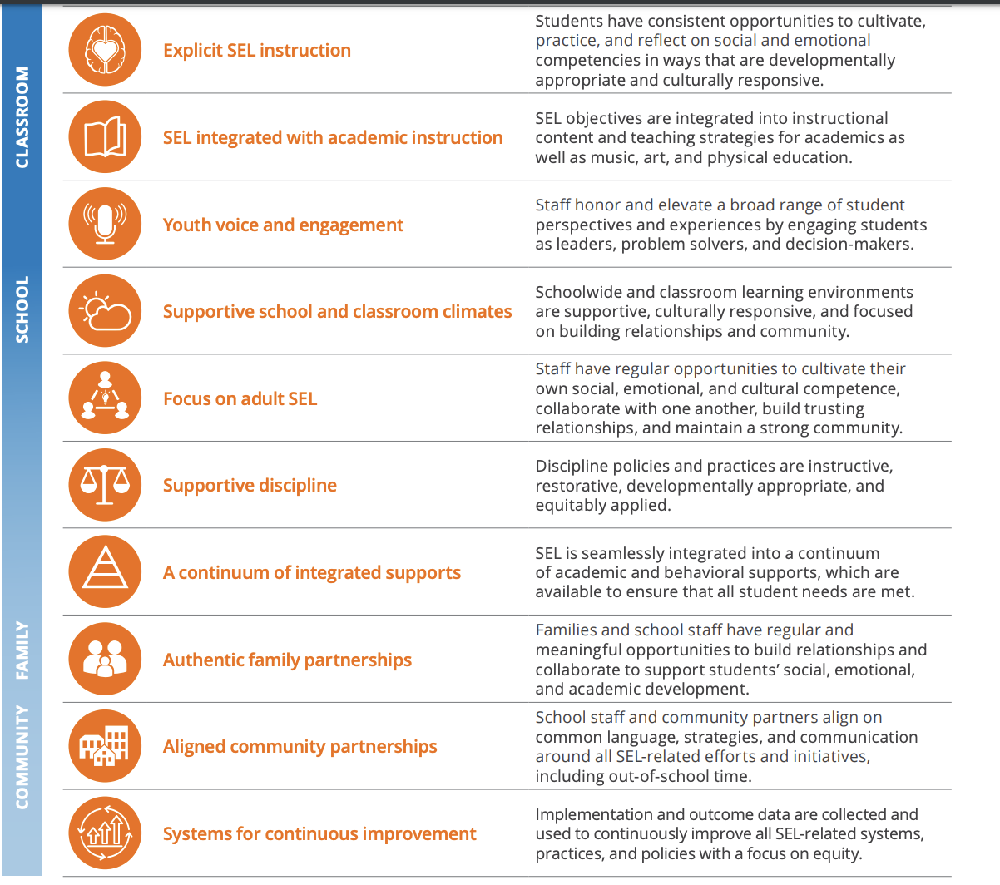 CLASSROOM
Explicit SEL instruction
Students have consistent opportunities to cultivate,
practice, and reflect on social and emotional
competencies in ways that are developmentally
appropriate and culturally responsive.
SEL integrated with academic instruction
SEL objectives are integrated into instructional
content and teaching strategies for academics as
well as music, art, and physical education.
Youth voice and engagement
Staff honor and elevate a broad range of student
perspectives and experiences by engaging students
as leaders, problem solvers, and decision-makers.
SCHOOL
Supportive school and classroom climates
Schoolwide and classroom learning environments
are supportive, culturally responsive, and focused
on building relationships and community.
Focus on adult SEL
Staff have regular opportunities to cultivate their
own social, emotional, and cultural competence,
collaborate with one another, build trusting
relationships, and maintain a strong community.
Supportive discipline
Discipline policies and practices are instructive,
restorative, developmentally appropriate, and
equitably applied.
A continuum of integrated supports
SEL is seamlessly integrated into a continuum
of academic and behavioral supports, which are
available to ensure that all student needs are met.
FAMILY
Authentic family partnerships
Families and school staff have regular and
meaningful opportunities to build relationships and
collaborate to support students’ social, emotional,
and academic development.
COMMUNITY
Aligned community partnerships
School staff and community partners align on
common language, strategies, and communication
around all SEL-related efforts and initiatives,
including out-of-school time.
Systems for continuous improvement
Implementation and outcome data are collected and
used to continuously improve all SEL-related systems,
practices, and policies with a focus on equity.